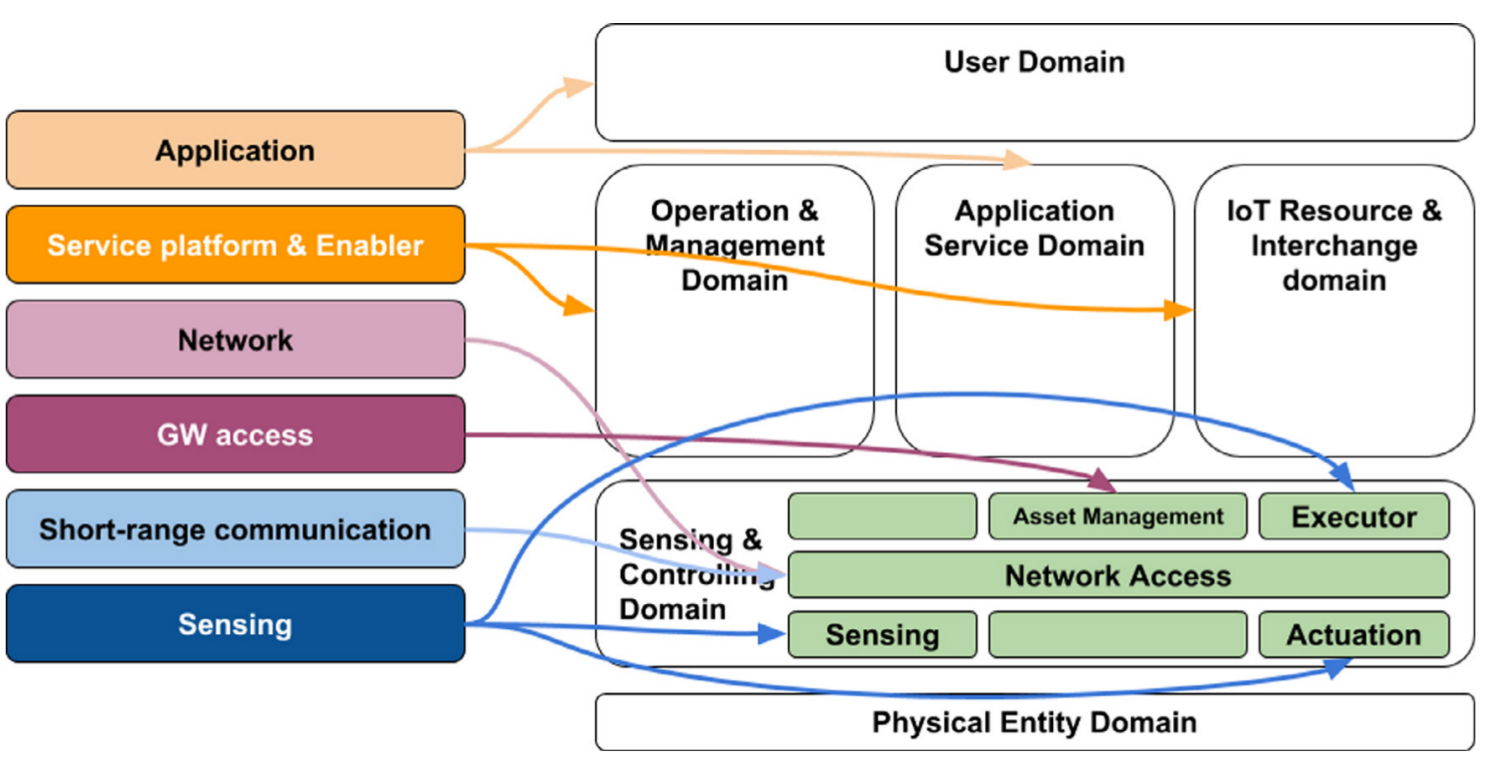 Application
Service platform & Enabler
Network
GW access
Short-range communication
Sensing
User Domain
Operation &
Management
Domain
Application
Service Domain
IoT Resource &
Interchange
domain
Sensing &
Controlling
Domain
Asset Management
Executor
Network Access
Sensing
Actuation
Physical Entity Domain